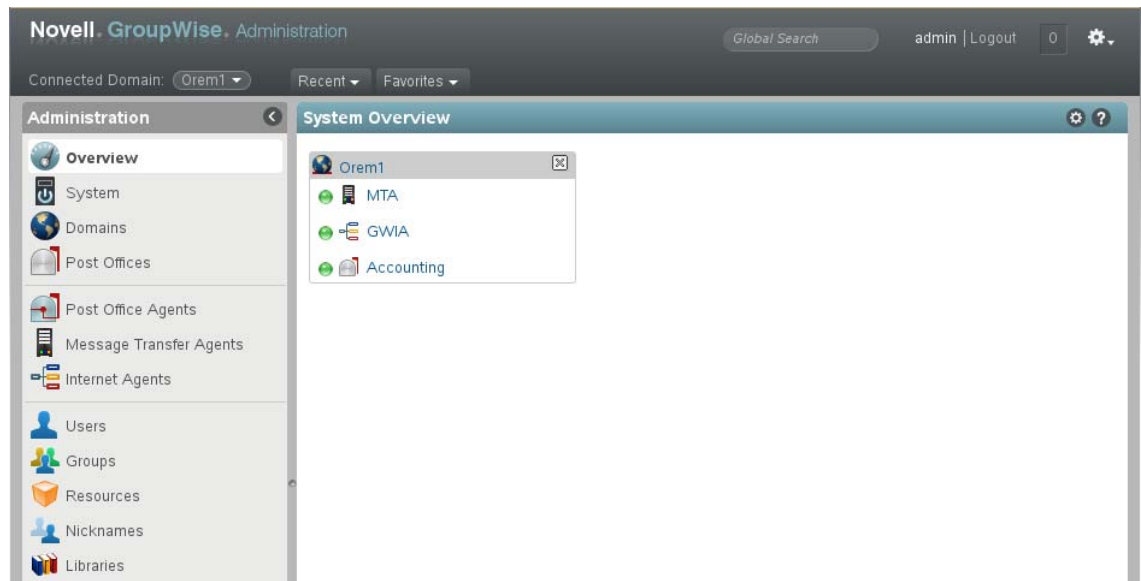 Novell. GroupWise. Administration
Global Search
admin | Logout
0
Connected Domain: Orem1
Recent
Favorites
Administration
System Overview
Overview
System
Domains
Post Offices
Post Office Agents
Message Transfer Agents
Internet Agents
Users
Groups
Resources
Nicknames
Libraries
Orem1
MTA
GWIA
Accounting